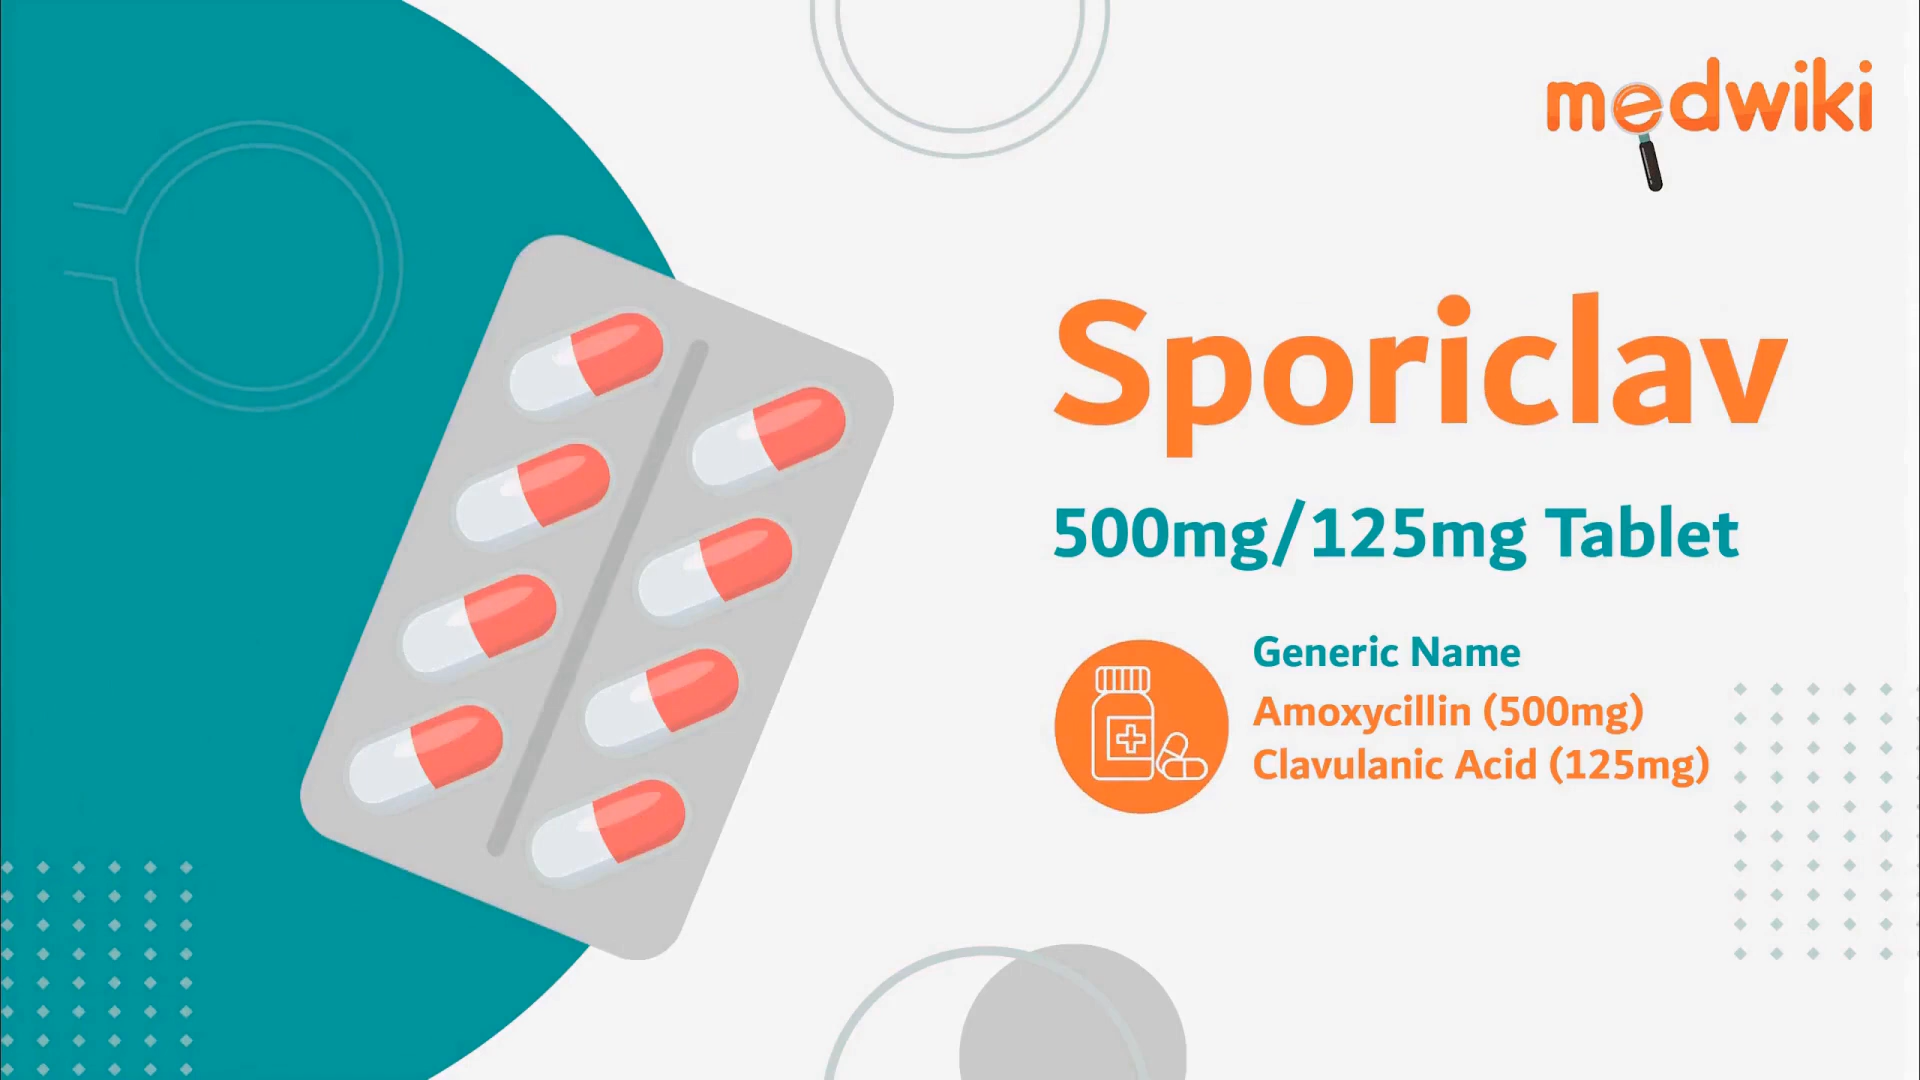 medwiki
Sporiclav
500mg/125mg Tablet
Generic Name
Amoxycillin (500mg)
Clavulanic Acid (125mg)